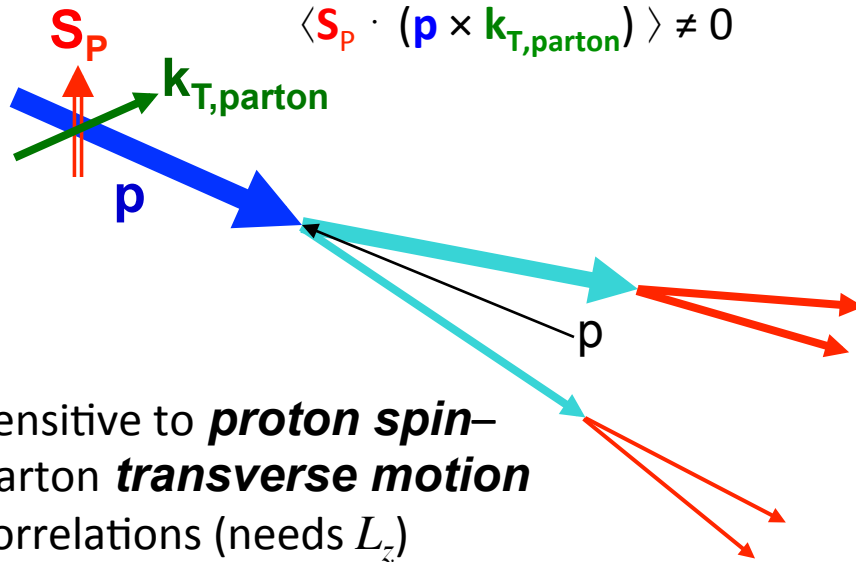 ⟨S_P · (p × k_T,parton) ⟩ ≠ 0
S_P
k_T,parton
p
p
ensitive to proton spin–
arton transverse motion
orrelations (needs L_z)